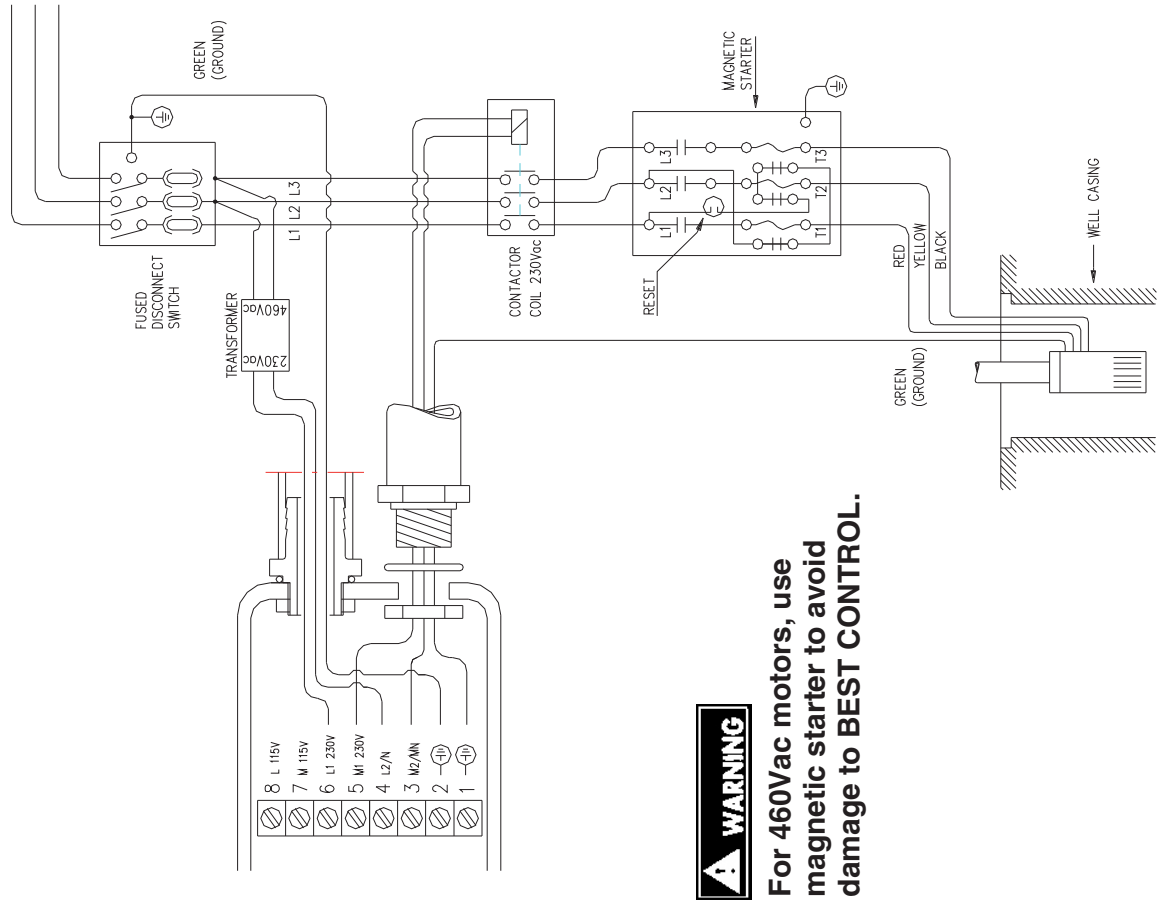 GREEN
(GROUND)
FUSED
DISCONNECT
SWITCH
L1
L2
L3
TRANSFORMER
460Vac
230Vac
CONTACTOR
COIL 230Vac
MAGNETIC
STARTER
L1
L2
L3
RESET
T1
T2
T3
RED
YELLOW
BLACK
WELL CASING
GREEN
(GROUND)
8 L 115V
7 M 115V
6 L1 230V
5 M1 230V
4 L2/N
3 M2/MN
2
1
WARNING
For 460Vac motors, use
magnetic starter to avoid
damage to BEST CONTROL.